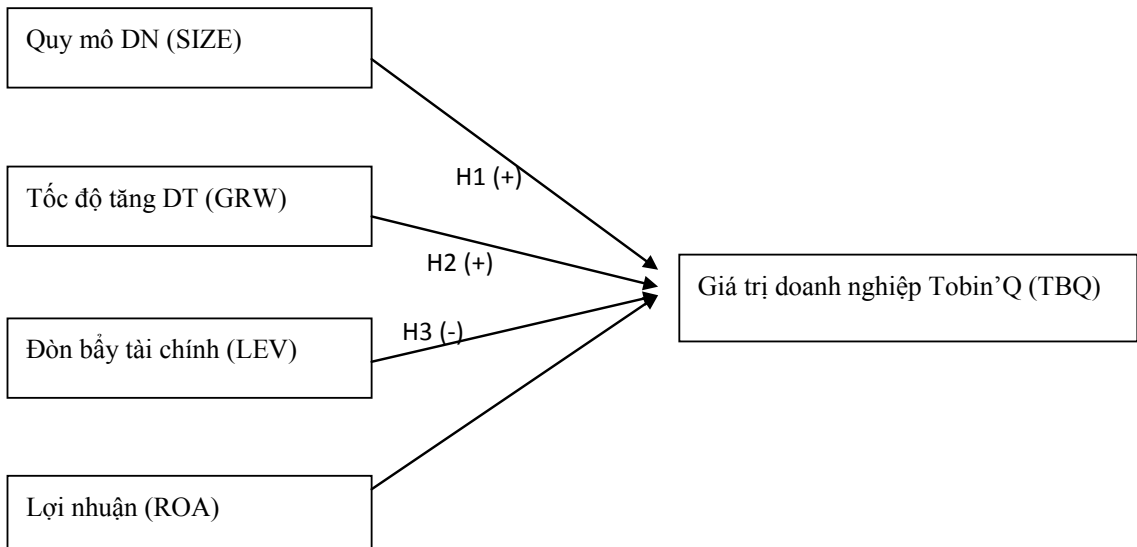 Quy mô DN (SIZE)
H1 (+)
Tốc độ tăng DT (GRW)
H2 (+)
Giá trị doanh nghiệp Tobin’Q (TBQ)
H3 (-)
Đòn bẩy tài chính (LEV)
Lợi nhuận (ROA)